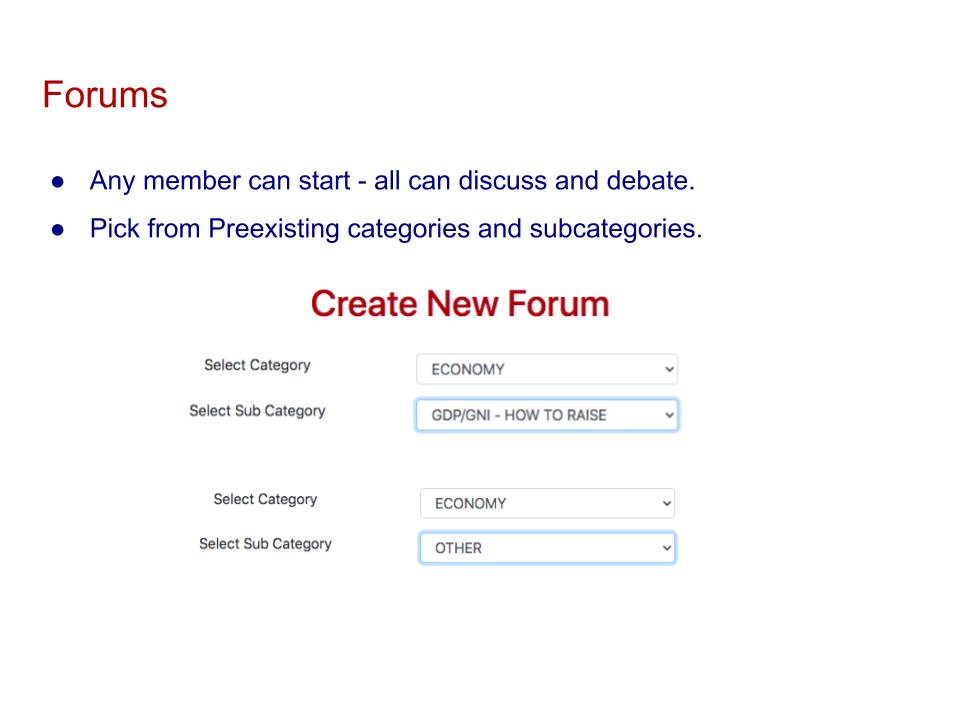 Forums
● Any member can start - all can discuss and debate.
● Pick from Preexisting categories and subcategories.
Create New Forum
Select Category ECONOMY
Select Sub Category GDP/GNI - HOW TO RAISE
Select Category ECONOMY
Select Sub Category OTHER